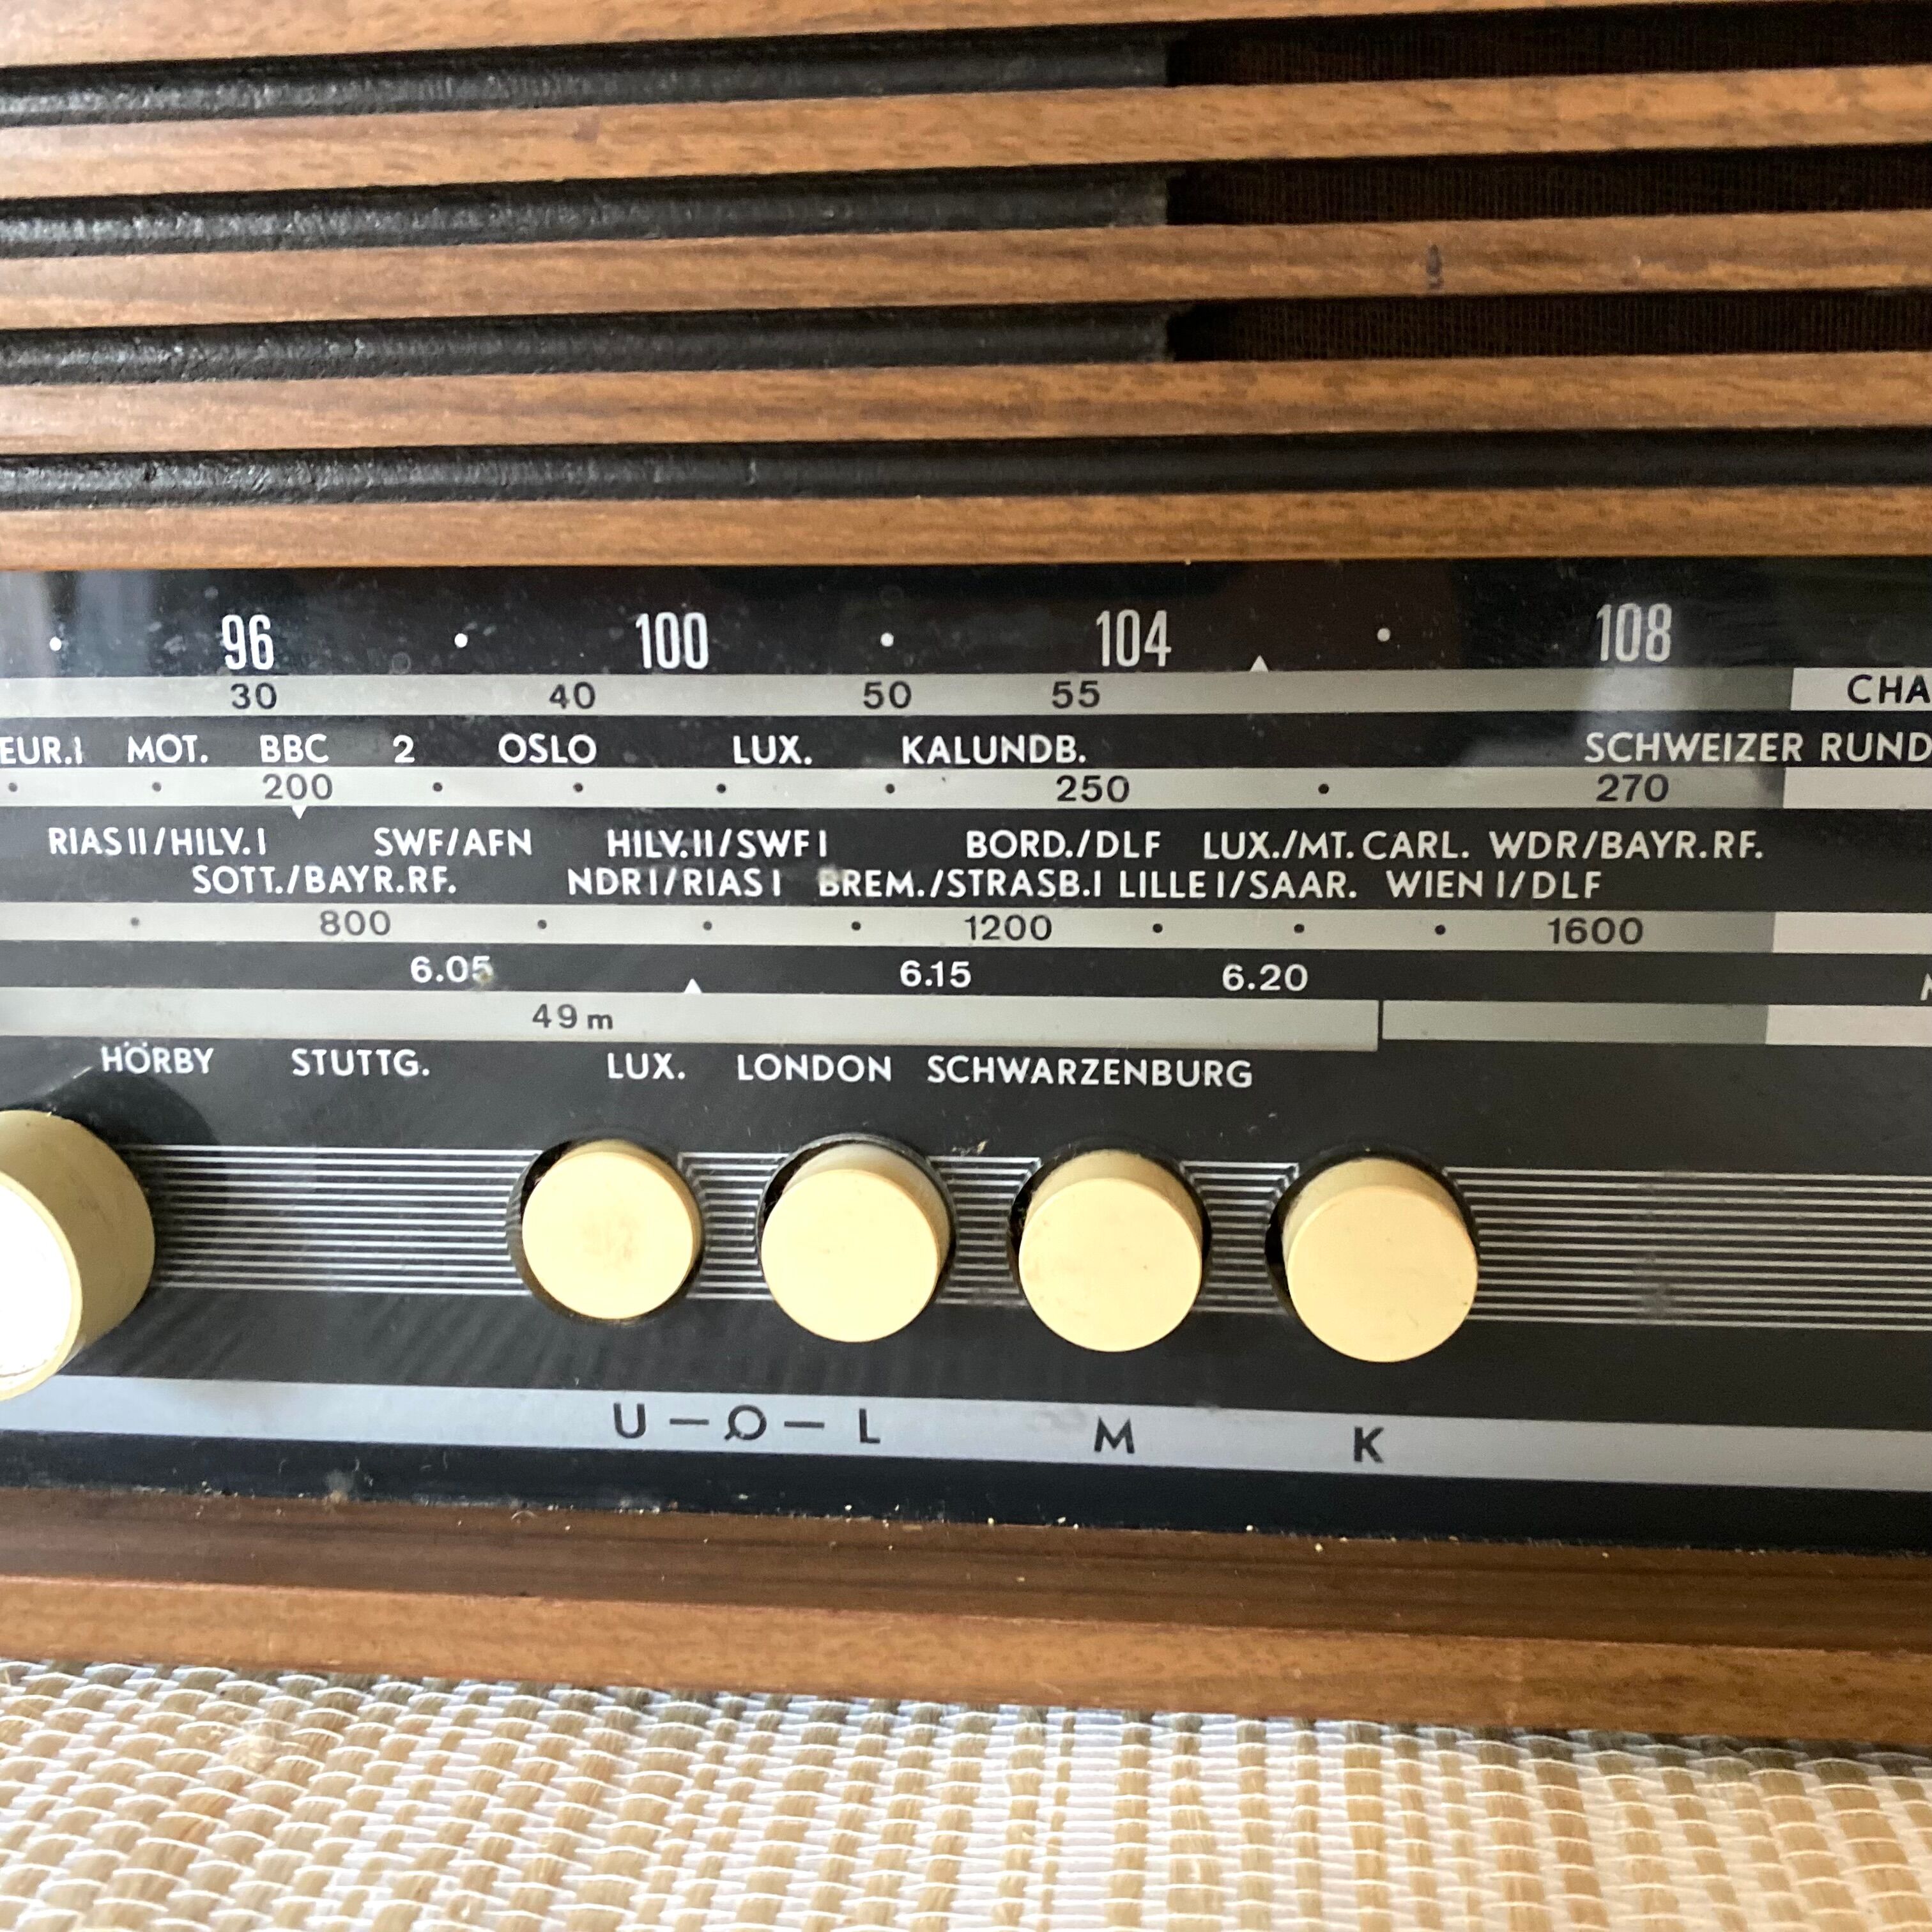 96 100 104 108
30 40 50 55 CHA
EUR.I MOT. BBC 2 OSLO LUX. KALUNDB. SCHWEIZER RUND
200 250 270
RIAS II/HILV. I SWF/AFN HILV. II/SWF I BORD./DLF LUX./MT. CARL. WDR/BAYR.RF.
SOTT./BAYR.RF. NDR I/RIAS I BREM./STRASB.I LILLE I/SAAR. WIEN I/DLF
800 1200 1600
6.05 6.15 6.20
49 m
HÖRBY STUTTG. LUX. LONDON SCHWARZENBURG
U L M K